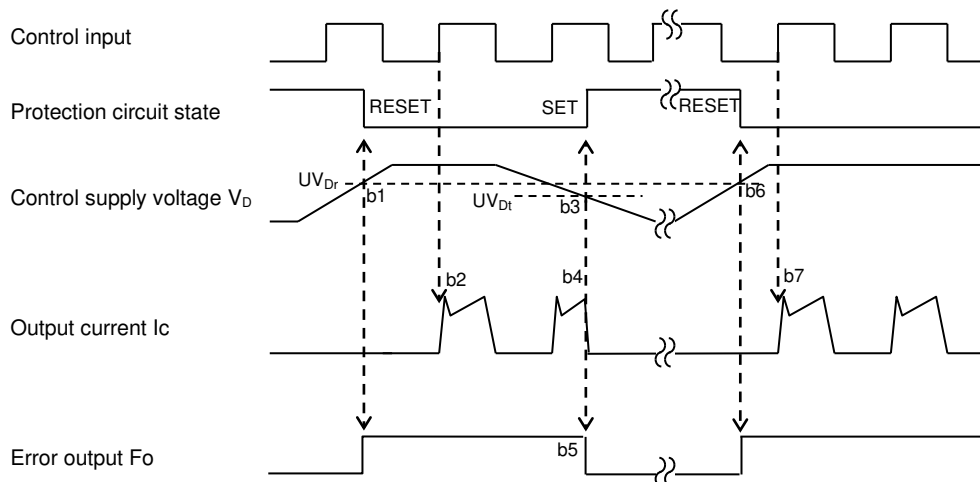 Control input
Protection circuit state
RESET
SET
RESET
Control supply voltage VD
UVDr
b1
UVDt
b3
b6
b2
b4
b7
Output current Ic
b5
Error output Fo